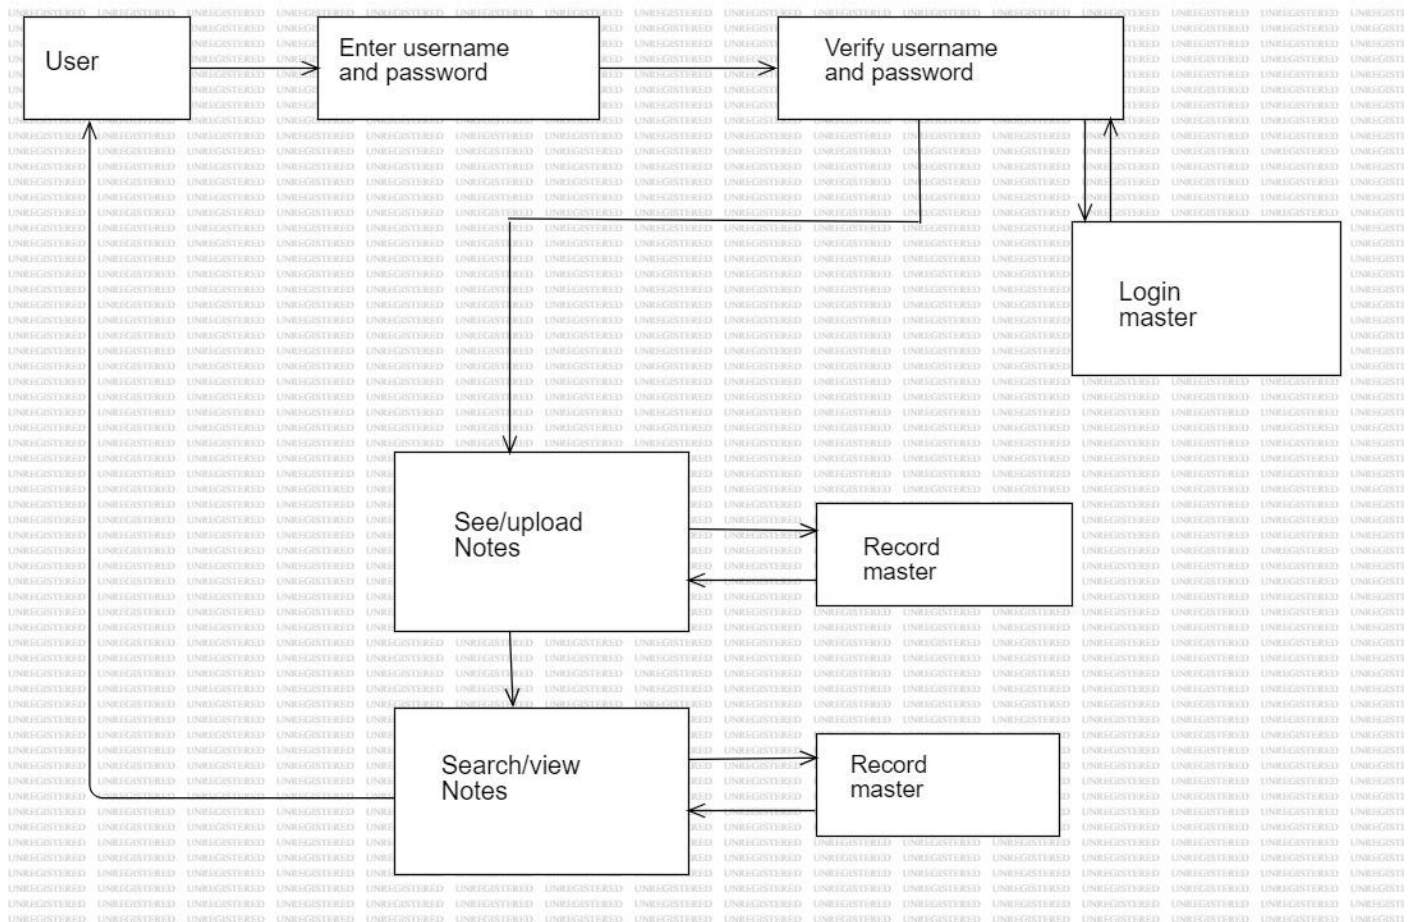 User
Enter username
and password
Verify username
and password
Login
master
See/upload
Notes
Record
master
Search/view
Notes
Record
master
UNREGISTERED